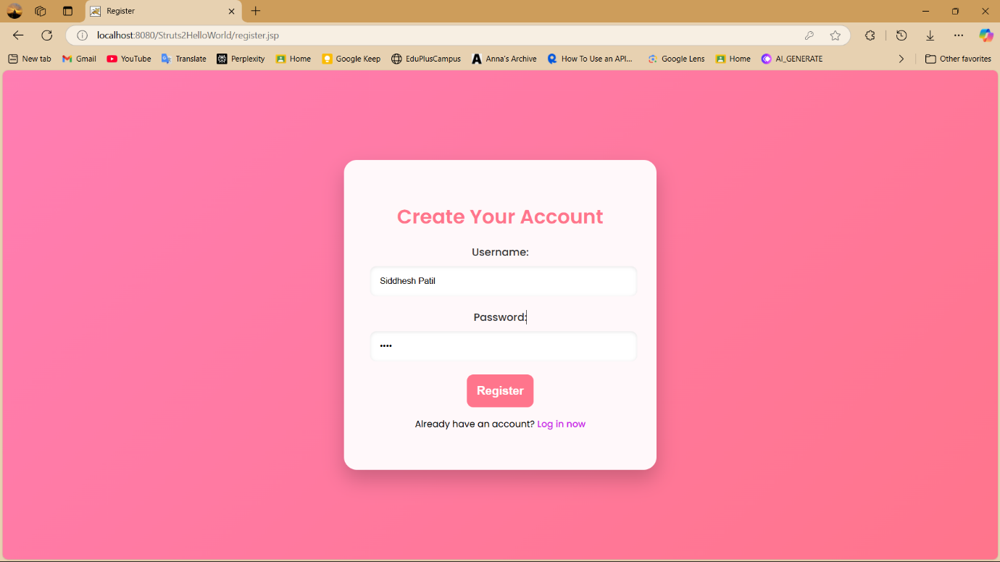 Register
localhost:8080/Struts2HelloWorld/register.jsp
New tab Gmail YouTube Translate Perplexity Home Google Keep EduPlusCampus Anna's Archive How To Use an API... Google Lens Home AI_GENERATE Other favorites
Create Your Account
Username:
Siddhesh Patil
Password:
••••
Register
Already have an account? Log in now